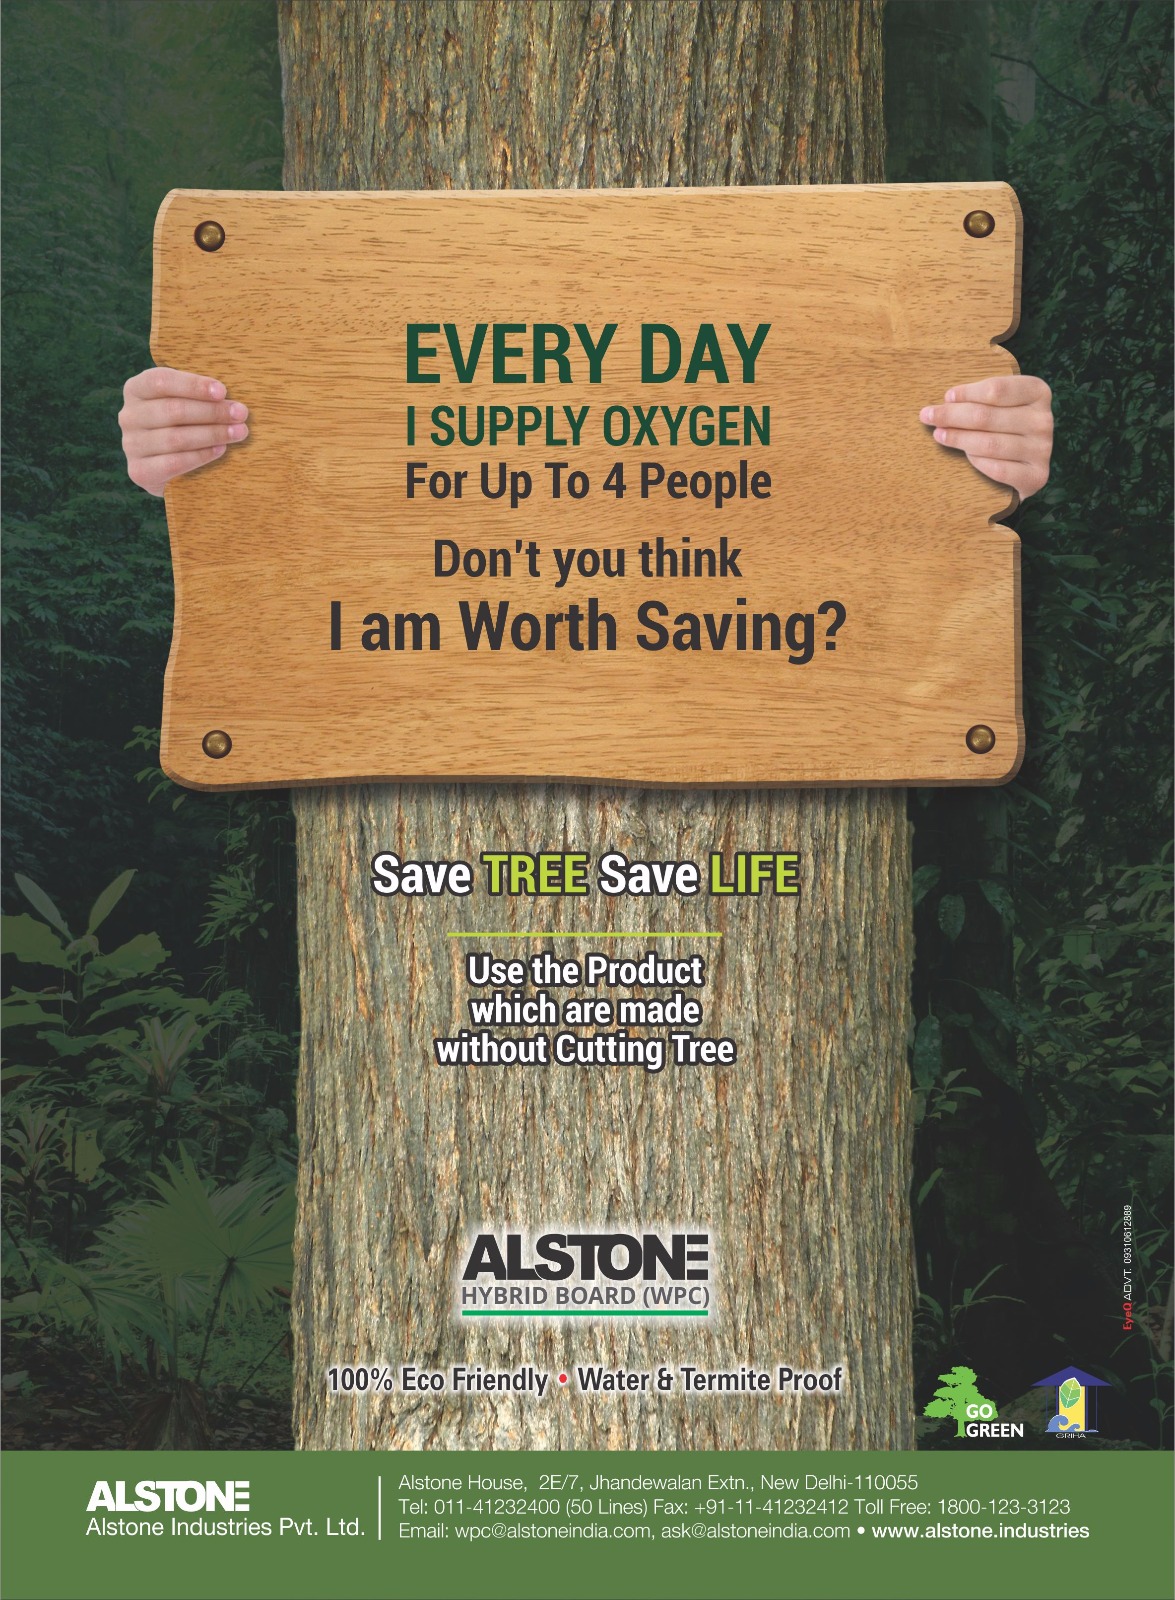 EVERY DAY
I SUPPLY OXYGEN
For Up To 4 People
Don't you think
I am Worth Saving?
Save TREE Save LIFE
Use the Product
which are made
without Cutting Tree
ALSTONE
HYBRID BOARD (WPC)
100% Eco Friendly • Water & Termite Proof
EyeQ ADVT. 09310612889
GO
GREEN
GRIHA
ALSTONE
Alstone Industries Pvt. Ltd.
Alstone House, 2E/7, Jhandewalan Extn., New Delhi-110055
Tel: 011-41232400 (50 Lines) Fax: +91-11-41232412 Toll Free: 1800-123-3123
Email: wpc@alstoneindia.com, ask@alstoneindia.com • www.alstone.industries